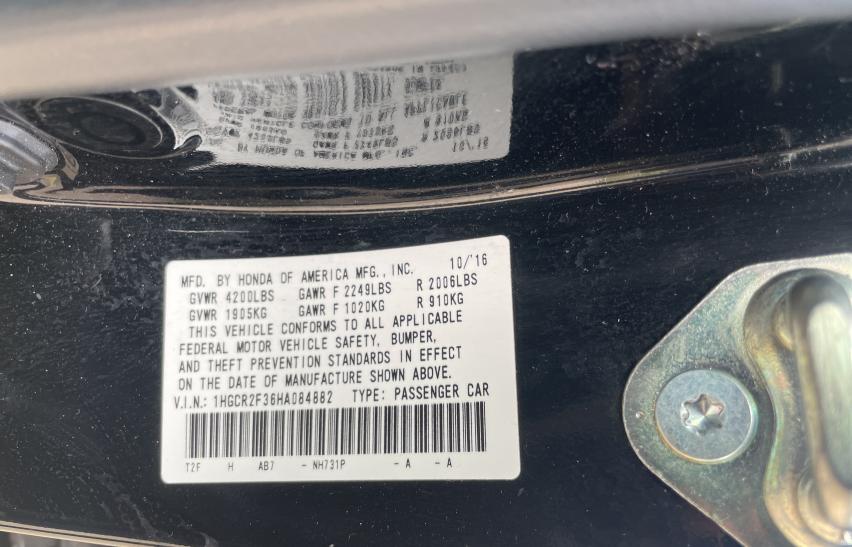 MFD. BY HONDA OF AMERICA MFG., INC. 10/'16
GVWR 4200LBS GAWR F 2249LBS R 2006LBS
GVWR 1905KG GAWR F 1020KG R 910KG
THIS VEHICLE CONFORMS TO ALL APPLICABLE
FEDERAL MOTOR VEHICLE SAFETY, BUMPER,
AND THEFT PREVENTION STANDARDS IN EFFECT
ON THE DATE OF MANUFACTURE SHOWN ABOVE.
V.I.N.: 1HGCR2F36HA084882 TYPE: PASSENGER CAR
T2F H AB7 - NH731P - A - A